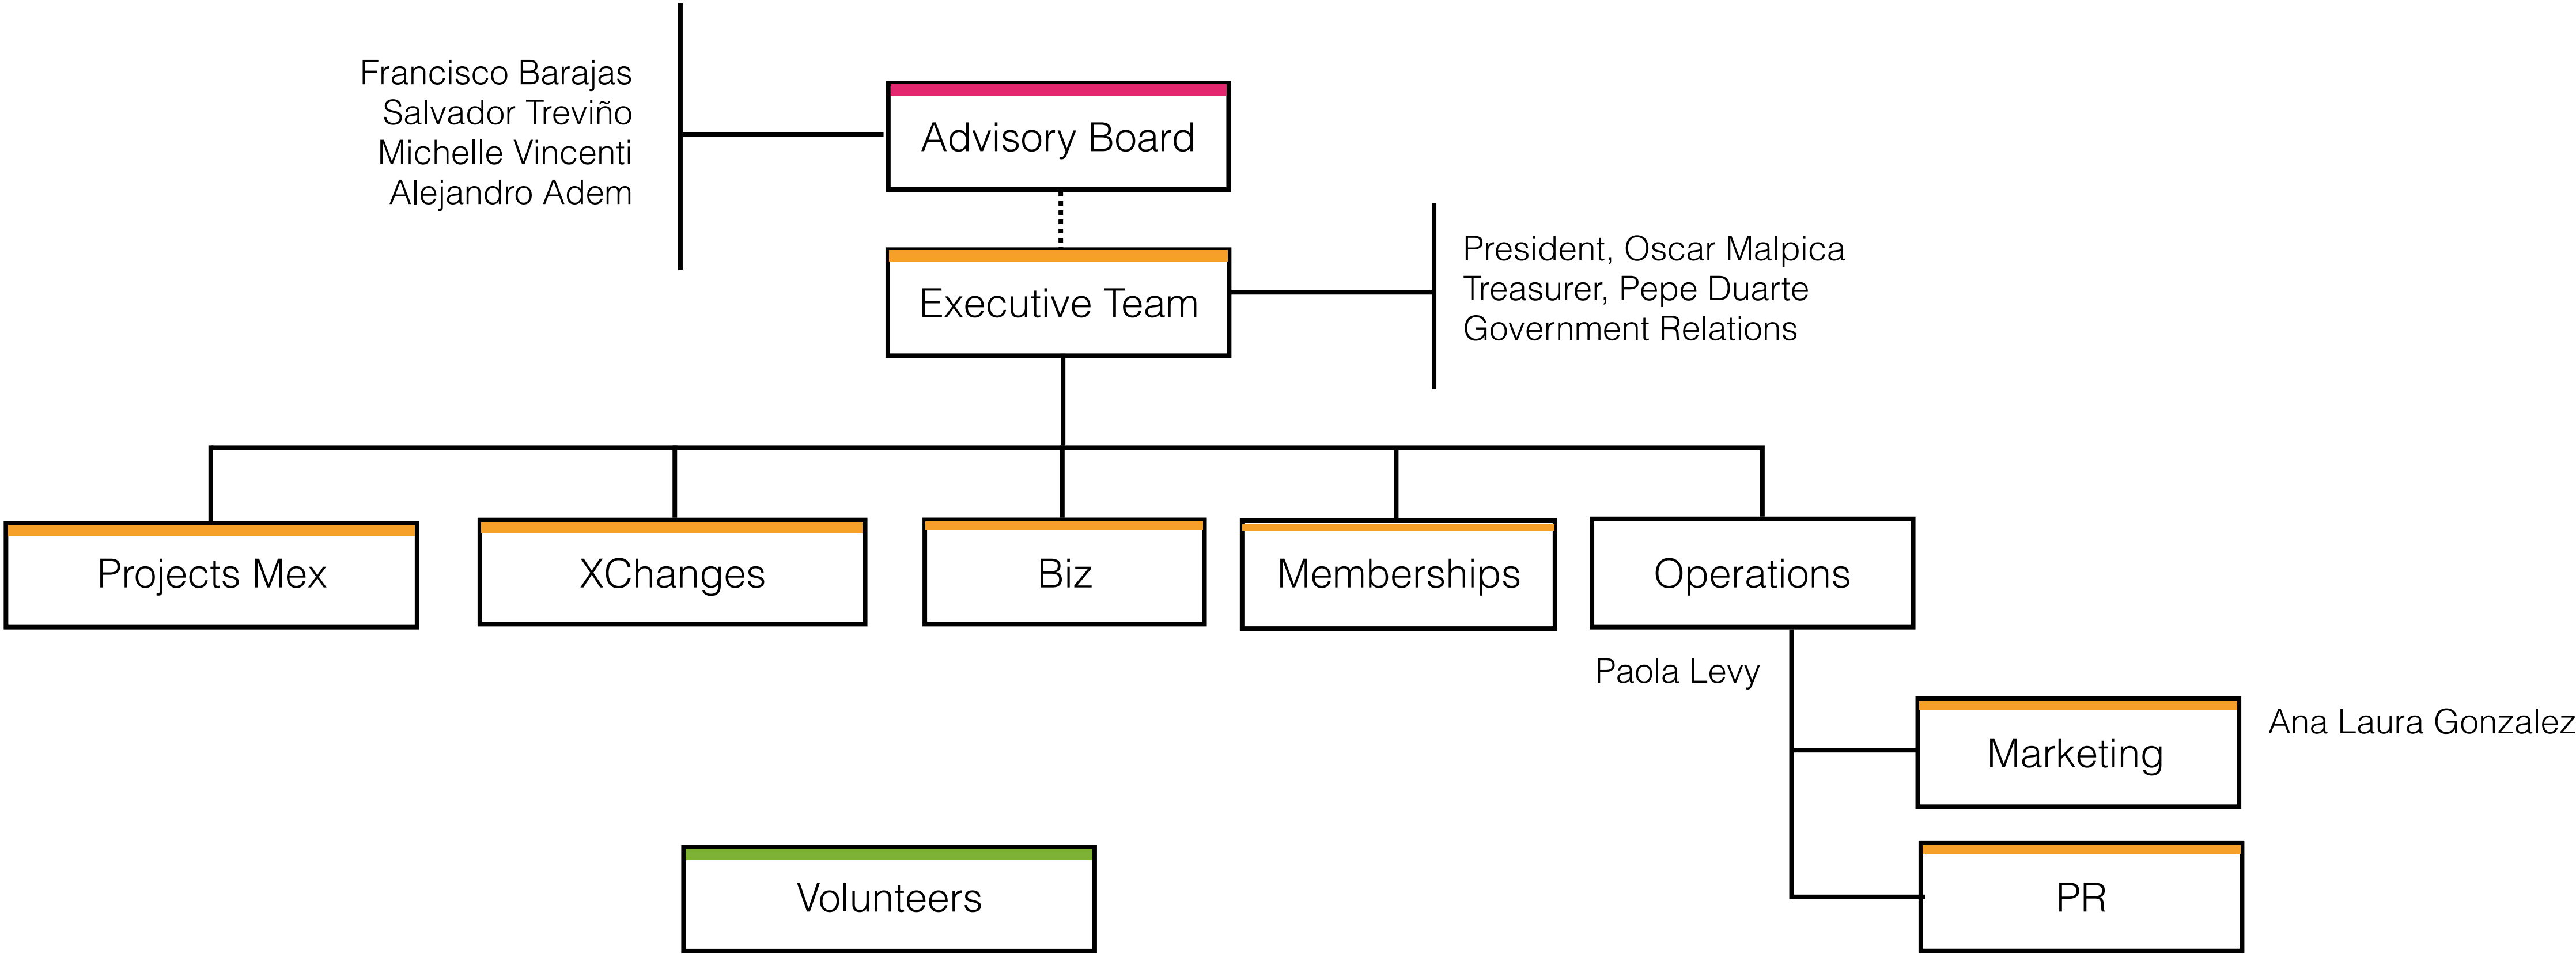 Francisco Barajas
Salvador Treviño
Michelle Vincenti
Alejandro Adem
Advisory Board
Executive Team
President, Oscar Malpica
Treasurer, Pepe Duarte
Government Relations
Projects Mex
XChanges
Biz
Memberships
Operations
Paola Levy
Marketing
Ana Laura Gonzalez
Volunteers
PR